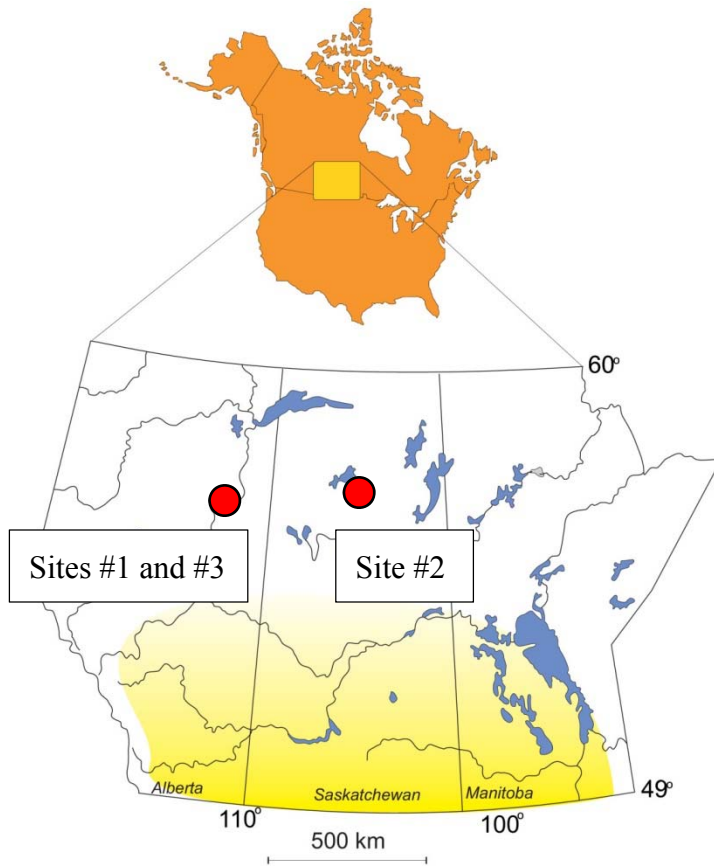 60°
Sites #1 and #3
Site #2
Alberta
Saskatchewan
Manitoba
49°
110°
100°
500 km